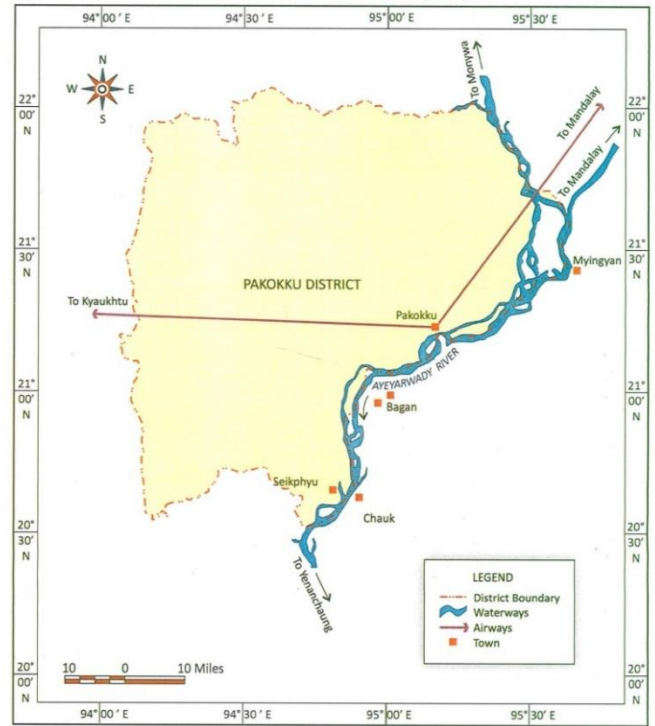 94° 00′ E
95° 00′ E
95° 30′ E
N
W
E
S
22°
00′
N
22°
00′
N
To Monywa
To Mandalay
To Mandalay
21°
30′
N
21°
30′
N
Myingyan
PAKOKKU DISTRICT
To Kyaukhtu
Pakokku
21°
00′
N
21°
00′
N
AYEYARWADY RIVER
Bagan
Seikphyu
Chauk
20°
30′
N
20°
30′
N
To Yenanchaung
LEGEND
District Boundary
Waterways
Airways
Town
20°
00′
N
20°
00′
N
10 0 10 Miles
94° 00′ E
94° 30′ E
95° 00′ E
95° 30′ E